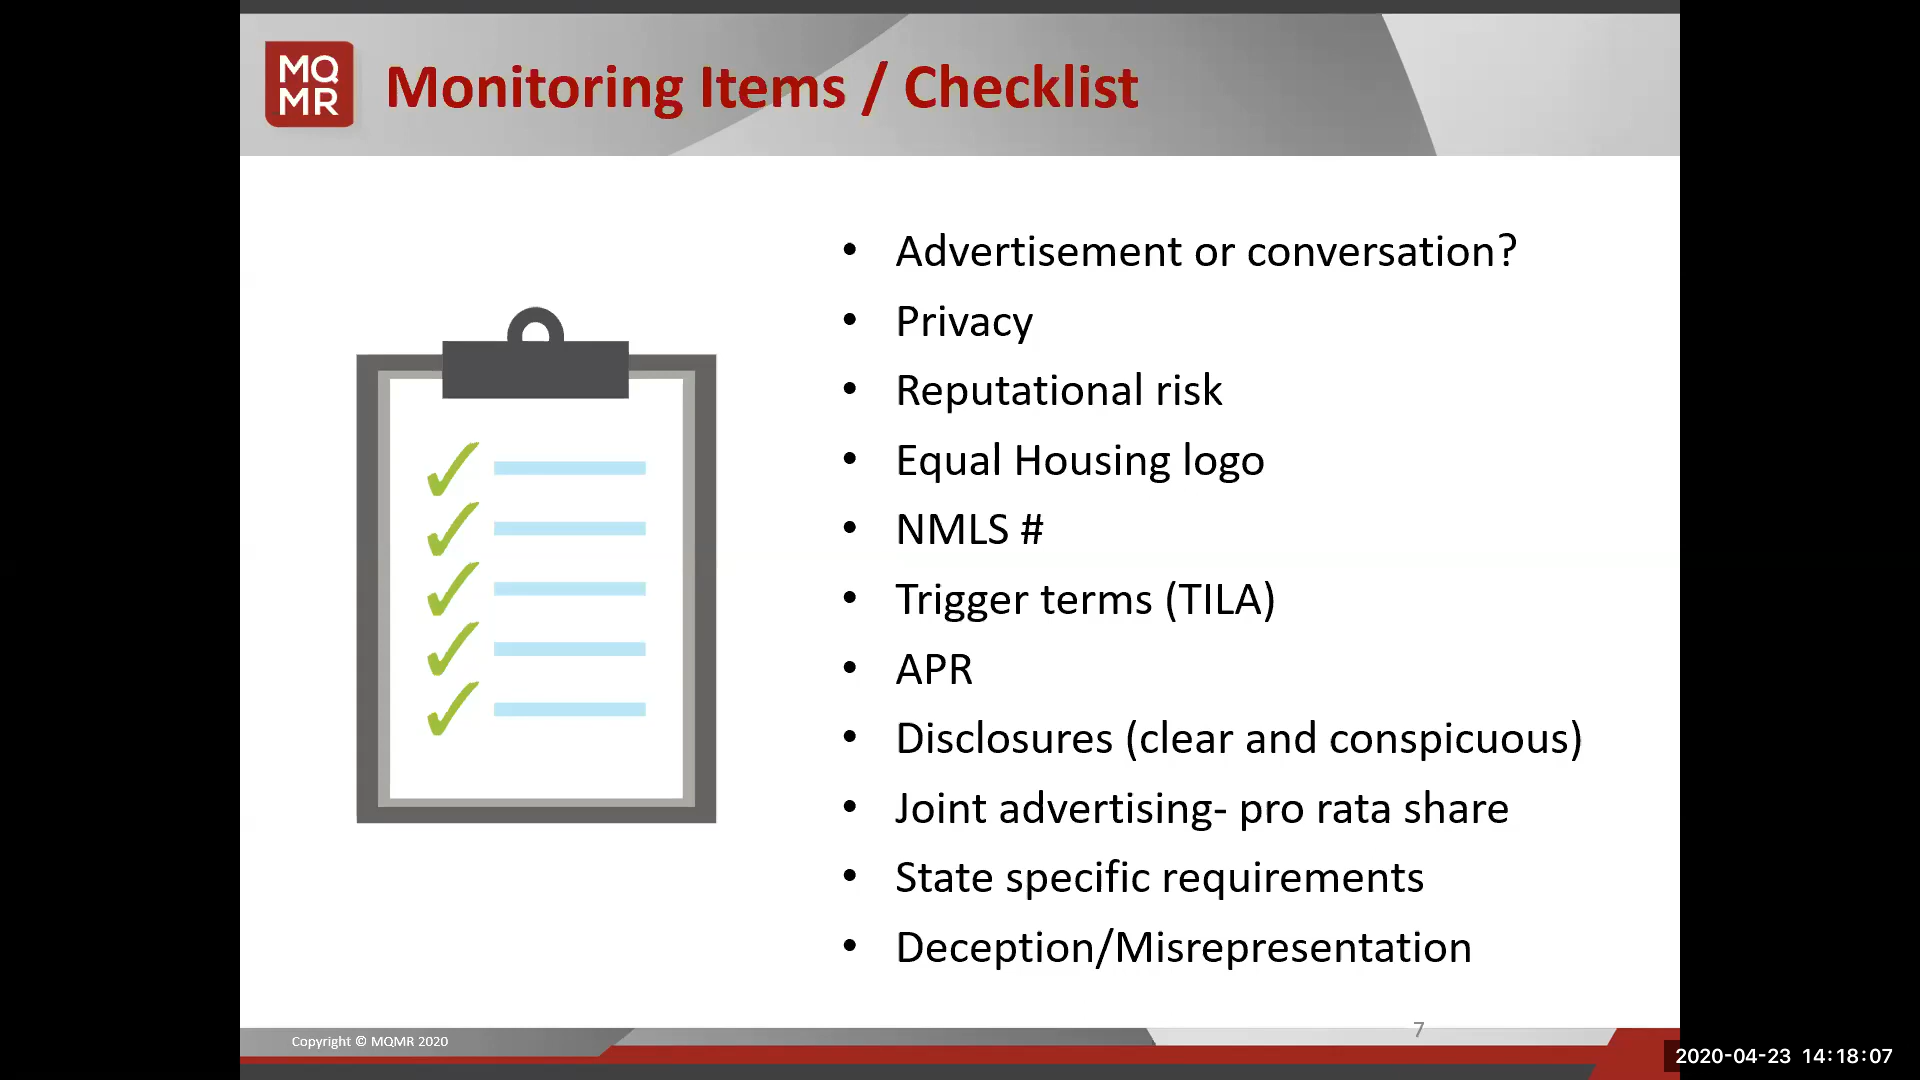 MQ
MR
Monitoring Items / Checklist
• Advertisement or conversation?
• Privacy
• Reputational risk
• Equal Housing logo
• NMLS #
• Trigger terms (TILA)
• APR
• Disclosures (clear and conspicuous)
• Joint advertising- pro rata share
• State specific requirements
• Deception/Misrepresentation
7
Copyright © MQMR 2020
2020-04-23 14:18:07